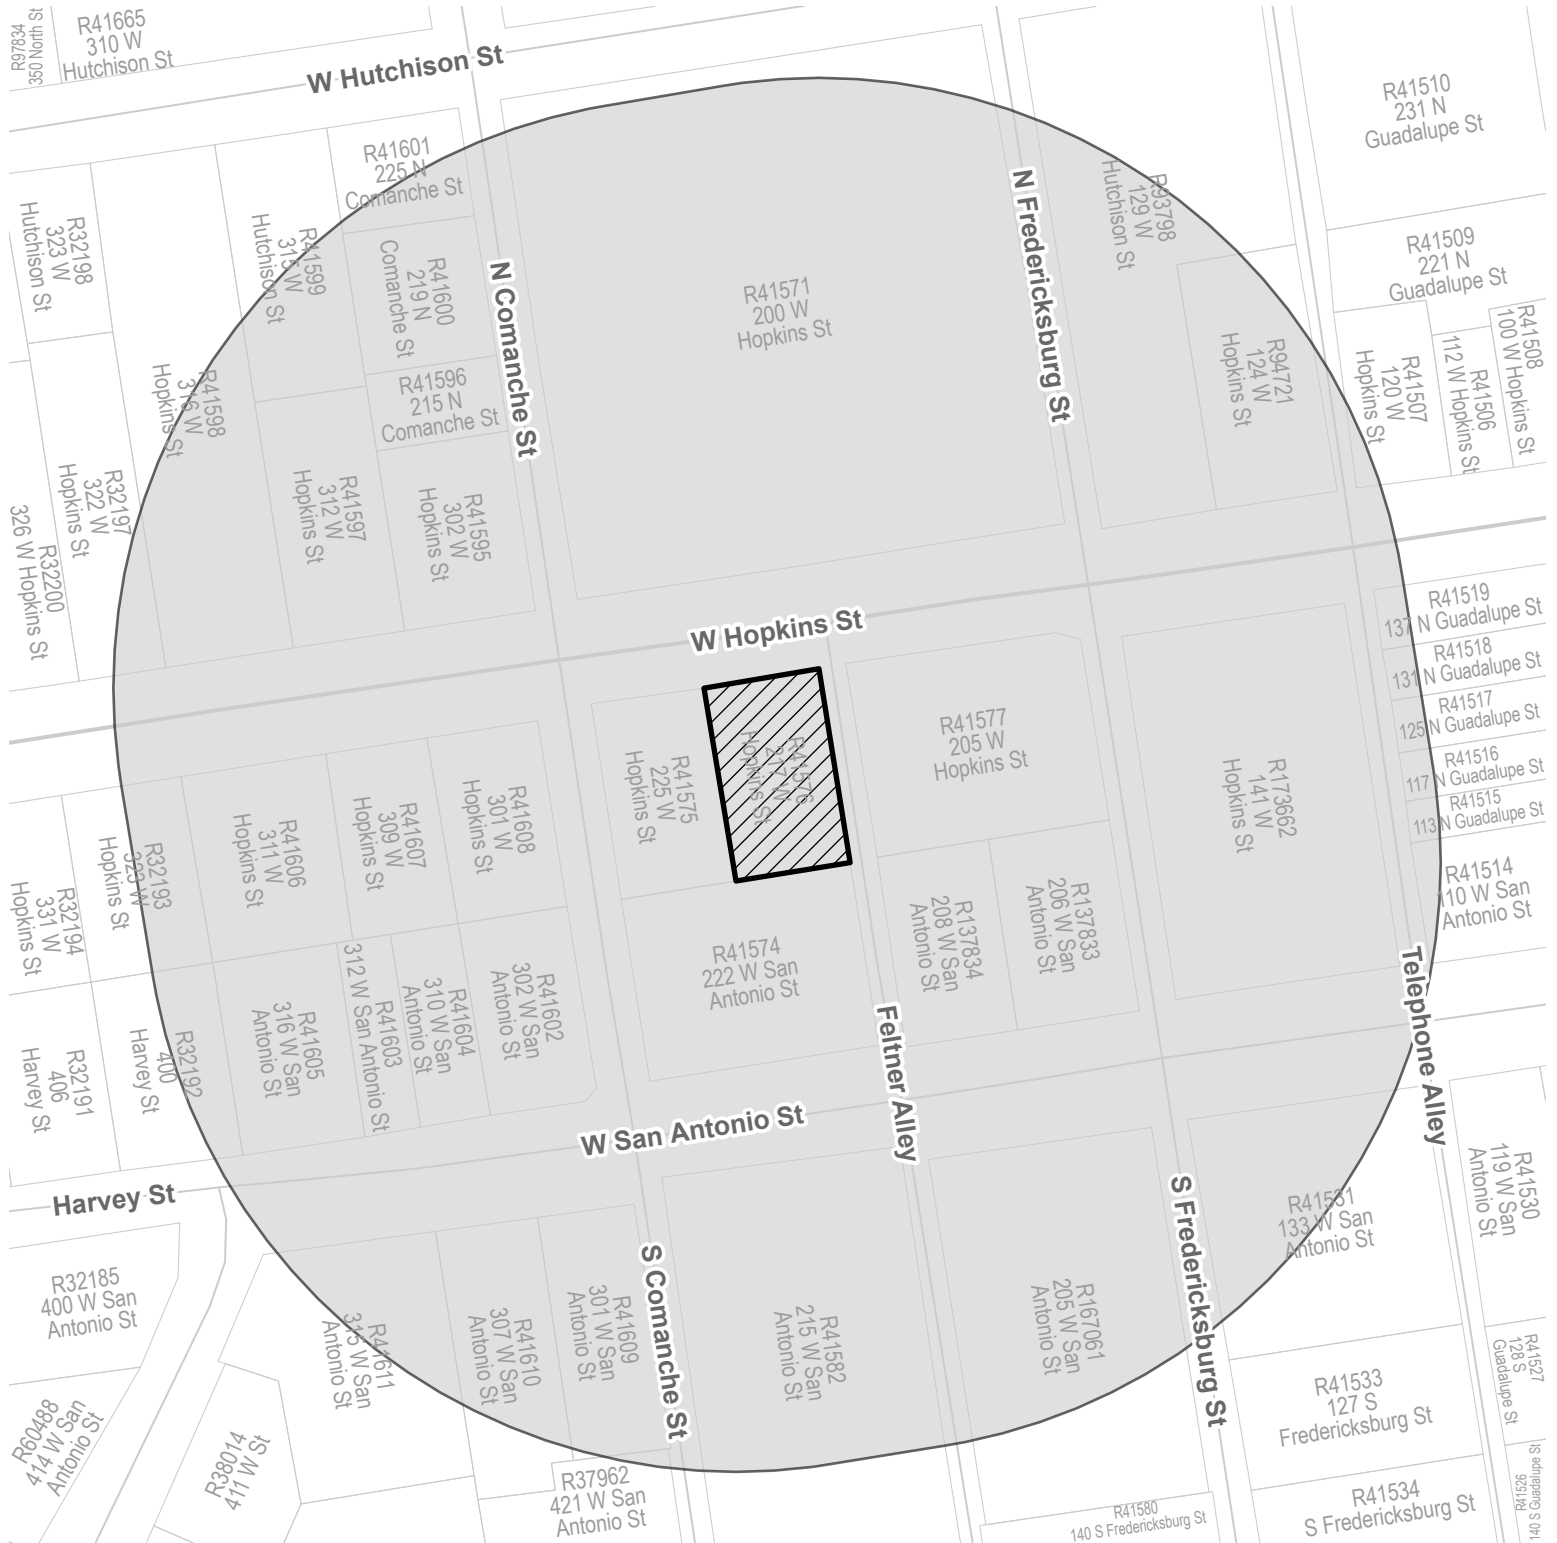 R97834
350 North St
R41665
310 W
Hutchison St
W Hutchison St
R41601
225 N
Comanche St
R41510
231 N
Guadalupe St
R32198
323 W
Hutchison St
R41599
315 W
Hutchison St
R41600
219 N
Comanche St
N Comanche St
R41571
200 W
Hopkins St
N Fredericksburg St
R93798
129 W
Hutchison St
R41509
221 N
Guadalupe St
R41598
316 W
Hopkins St
R41596
215 N
Comanche St
R94721
124 W
Hopkins St
R41507
120 W
Hopkins St
R41506
112 W Hopkins St
R41508
100 W Hopkins St
R32197
322 W
Hopkins St
R32200
326 W Hopkins St
R41597
312 W
Hopkins St
R41595
302 W
Hopkins St
W Hopkins St
R41519
137 N Guadalupe St
R41518
131 N Guadalupe St
R41517
125 N Guadalupe St
R41516
117 N Guadalupe St
R41515
113 N Guadalupe St
R41514
110 W San
Antonio St
R32194
331 W
Hopkins St
R32193
323 W
Hopkins St
R41606
311 W
Hopkins St
R41607
309 W
Hopkins St
R41608
301 W
Hopkins St
R41575
225 W
Hopkins St
R41576
217 W
Hopkins St
R41577
205 W
Hopkins St
R173662
141 W
Hopkins St
R32191
406
Harvey St
R32192
400
Harvey St
R41605
316 W San
Antonio St
R41603
312 W San Antonio St
R41604
310 W San
Antonio St
R41602
302 W San
Antonio St
R41574
222 W San
Antonio St
R137834
208 W San
Antonio St
R137833
206 W San
Antonio St
Feltner Alley
Telephone Alley
W San Antonio St
Harvey St
R32185
400 W San
Antonio St
R60488
414 W San
Antonio St
R38014
411 W St
R41611
315 W San
Antonio St
R41610
307 W San
Antonio St
R41609
301 W San
Antonio St
S Comanche St
R41582
215 W San
Antonio St
R167061
205 W San
Antonio St
S Fredericksburg St
R41531
133 W San
Antonio St
R41530
119 W San
Antonio St
R41527
128 S
Guadalupe St
R41533
127 S
Fredericksburg St
R41534
S Fredericksburg St
R41526
140 S Guadalupe St
R37962
421 W San
Antonio St
R41580
140 S Fredericksburg St